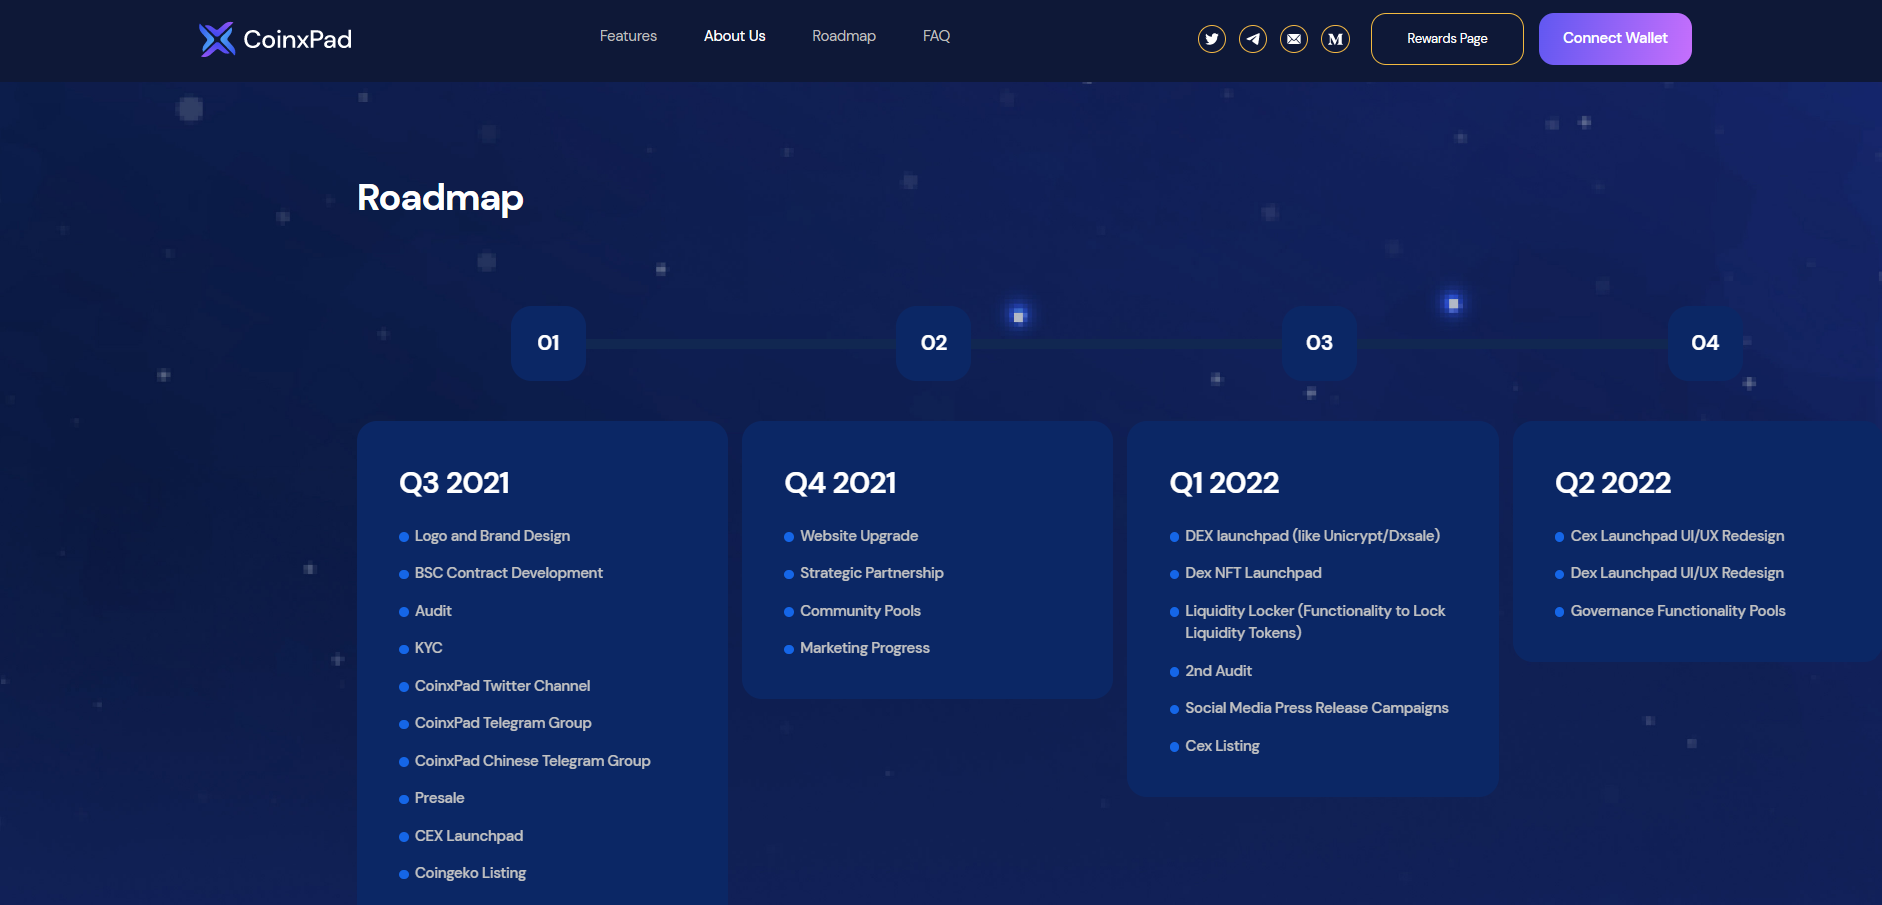 CoinxPad
Features
About Us
Roadmap
FAQ
M
Rewards Page
Connect Wallet
Roadmap
01
02
03
04
Q3 2021
Logo and Brand Design
BSC Contract Development
Audit
KYC
CoinxPad Twitter Channel
CoinxPad Telegram Group
CoinxPad Chinese Telegram Group
Presale
CEX Launchpad
Coingeko Listing
Q4 2021
Website Upgrade
Strategic Partnership
Community Pools
Marketing Progress
Q1 2022
DEX launchpad (like Unicrypt/Dxsale)
Dex NFT Launchpad
Liquidity Locker (Functionality to Lock
Liquidity Tokens)
2nd Audit
Social Media Press Release Campaigns
Cex Listing
Q2 2022
Cex Launchpad UI/UX Redesign
Dex Launchpad UI/UX Redesign
Governance Functionality Pools